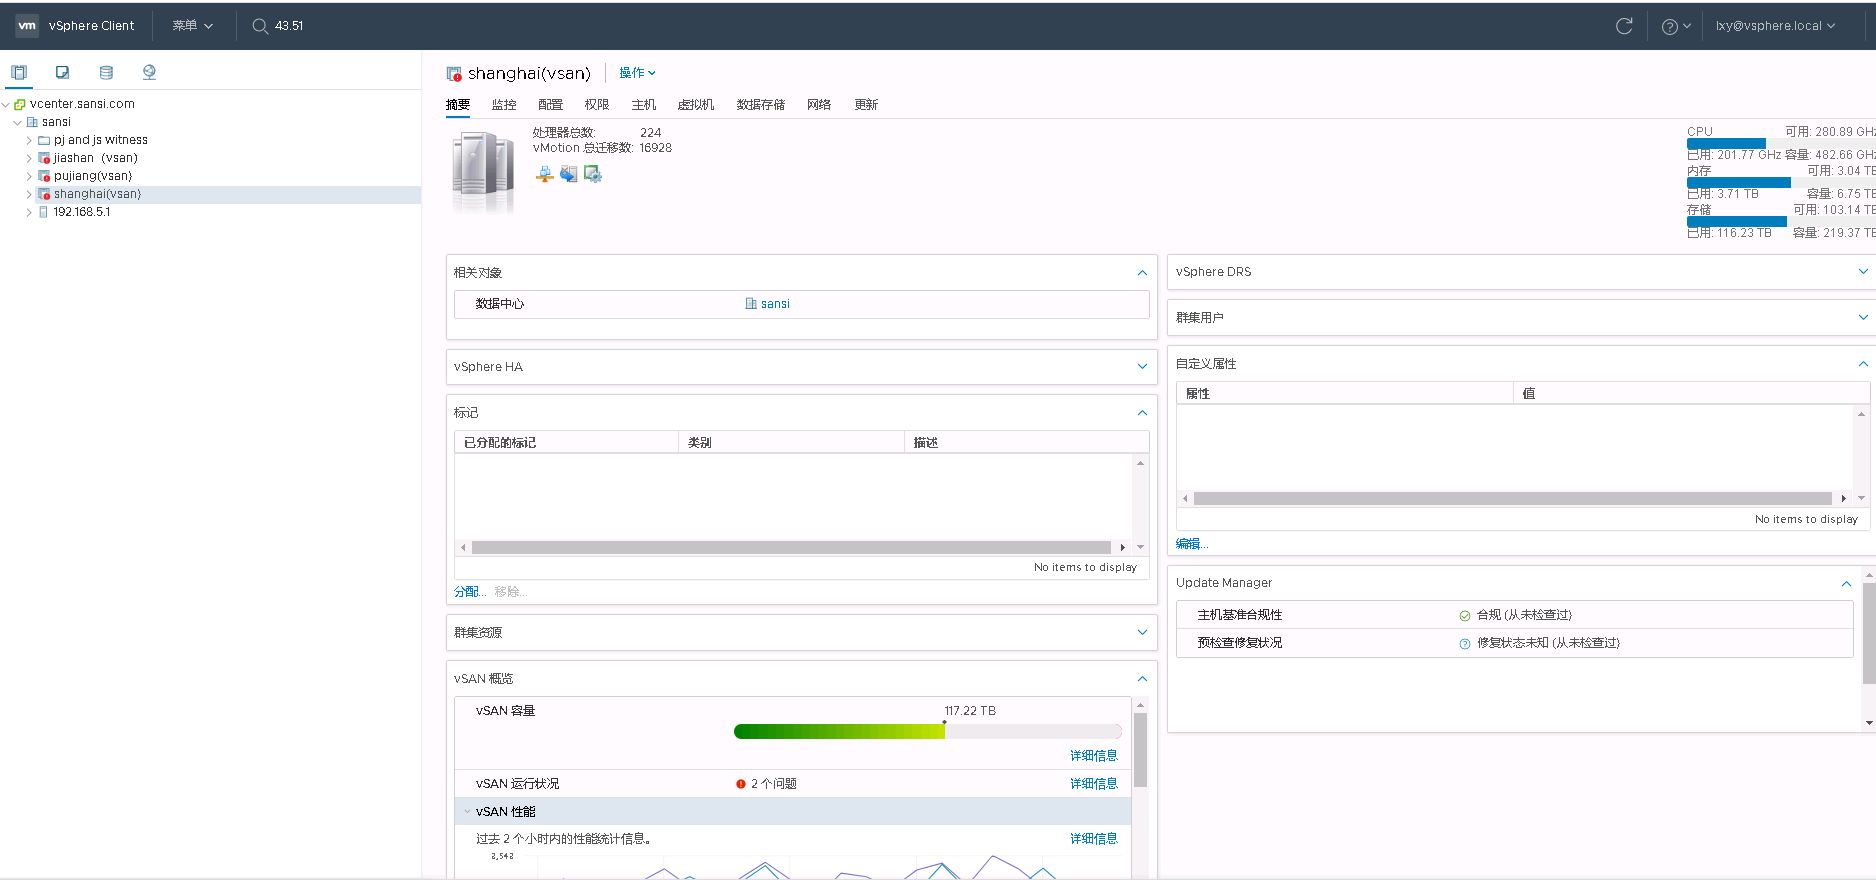 vm vSphere Client 菜单 43.51 lxy@vsphere.local
vcenter.sansi.com
sansi
pj and js witness
jiashan (vsan)
pujiang(vsan)
shanghai(vsan)
192.168.5.1
shanghai(vsan) 操作
摘要 监控 配置 权限 主机 虚拟机 数据存储 网络 更新
处理器总数: 224
vMotion 总迁移数: 16928
CPU 可用: 280.89 GHz
已用: 201.77 GHz 容量: 482.66 GHz
内存 可用: 3.04 TB
已用: 3.71 TB 容量: 6.75 TB
存储 可用: 103.14 TB
已用: 116.23 TB 容量: 219.37 TB
相关对象
数据中心 sansi
vSphere HA
标记
已分配的标记 类别 描述
No items to display
分配... 移除...
群集资源
vSAN 概览
vSAN 容量 117.22 TB
详细信息
vSAN 运行状况 2 个问题 详细信息
vSAN 性能
过去 2 个小时内的性能统计信息。 详细信息
3,543
vSphere DRS
群集用户
自定义属性
属性 值
No items to display
编辑...
Update Manager
主机基准合规性 合规 (从未检查过)
预检查修复状况 修复状态未知 (从未检查过)